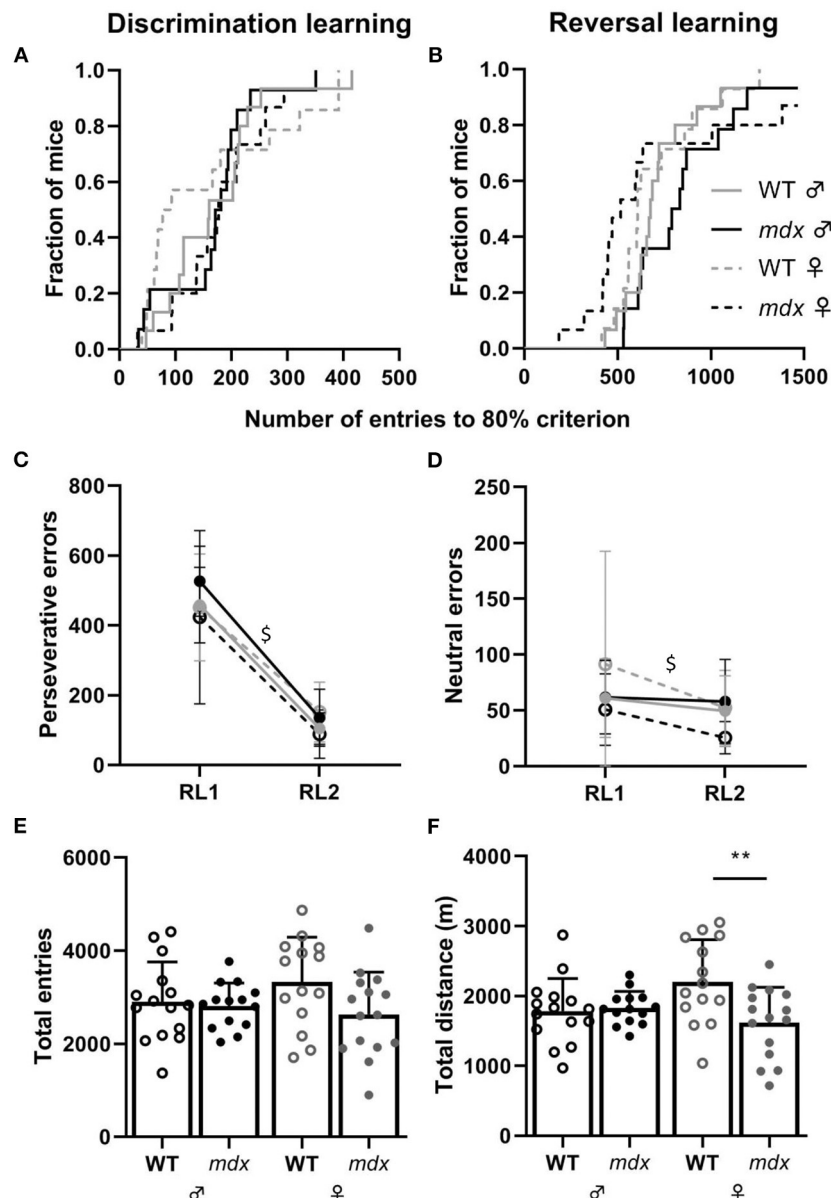 Discrimination learning
Reversal learning
A
B
Fraction of mice
1.0
0.8
0.6
0.4
0.2
0.0
0 100 200 300 400 500
Fraction of mice
1.0
0.8
0.6
0.4
0.2
0.0
0 500 1000 1500
WT ♂
mdx ♂
WT ♀
mdx ♀
Number of entries to 80% criterion
C
D
Perseverative errors
800
600
400
200
0
$
RL1 RL2
Neutral errors
250
200
150
100
50
0
$
RL1 RL2
E
F
Total entries
6000
4000
2000
0
WT mdx WT mdx
♂ ♀
Total distance (m)
4000
3000
2000
1000
0
**
WT mdx WT mdx
♂ ♀